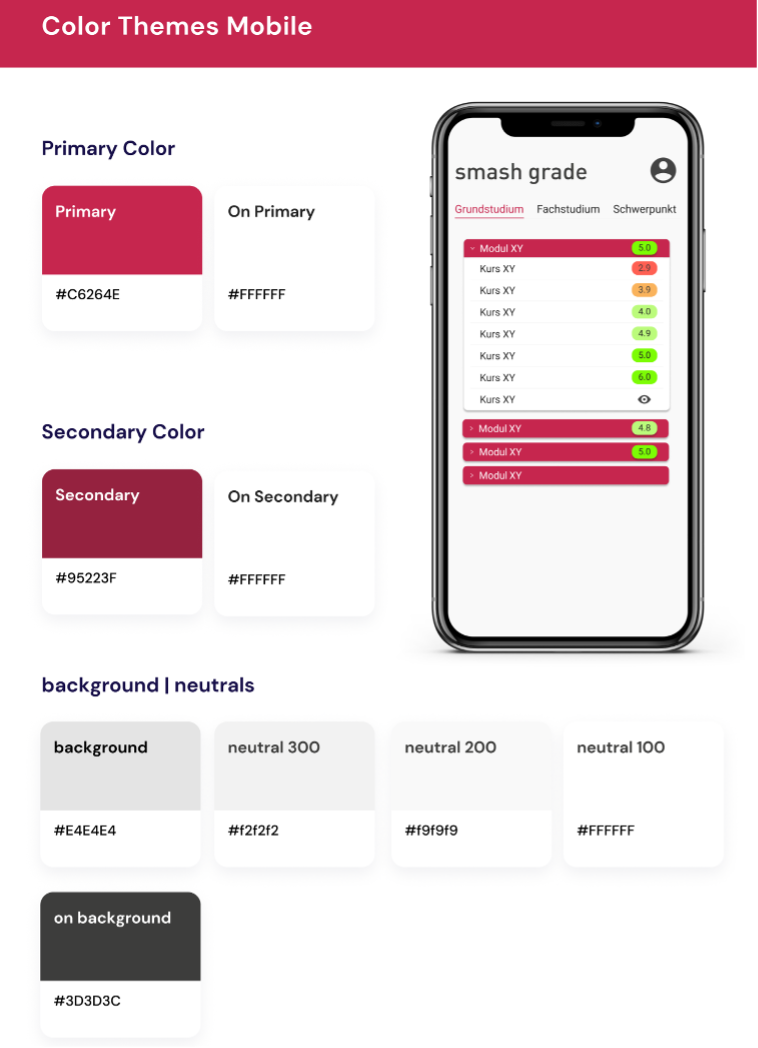 Color Themes Mobile
Primary Color
Primary
#C6264E
On Primary
#FFFFFF
Secondary Color
Secondary
#95223F
On Secondary
#FFFFFF
smash grade
Grundstudium Fachstudium Schwerpunkt
Modul XY 5.0
Kurs XY 2.9
Kurs XY 3.9
Kurs XY 4.0
Kurs XY 4.9
Kurs XY 5.0
Kurs XY 6.0
Kurs XY
Modul XY 4.8
Modul XY 5.0
Modul XY
background | neutrals
background
#E4E4E4
neutral 300
#f2f2f2
neutral 200
#f9f9f9
neutral 100
#FFFFFF
on background
#3D3D3C